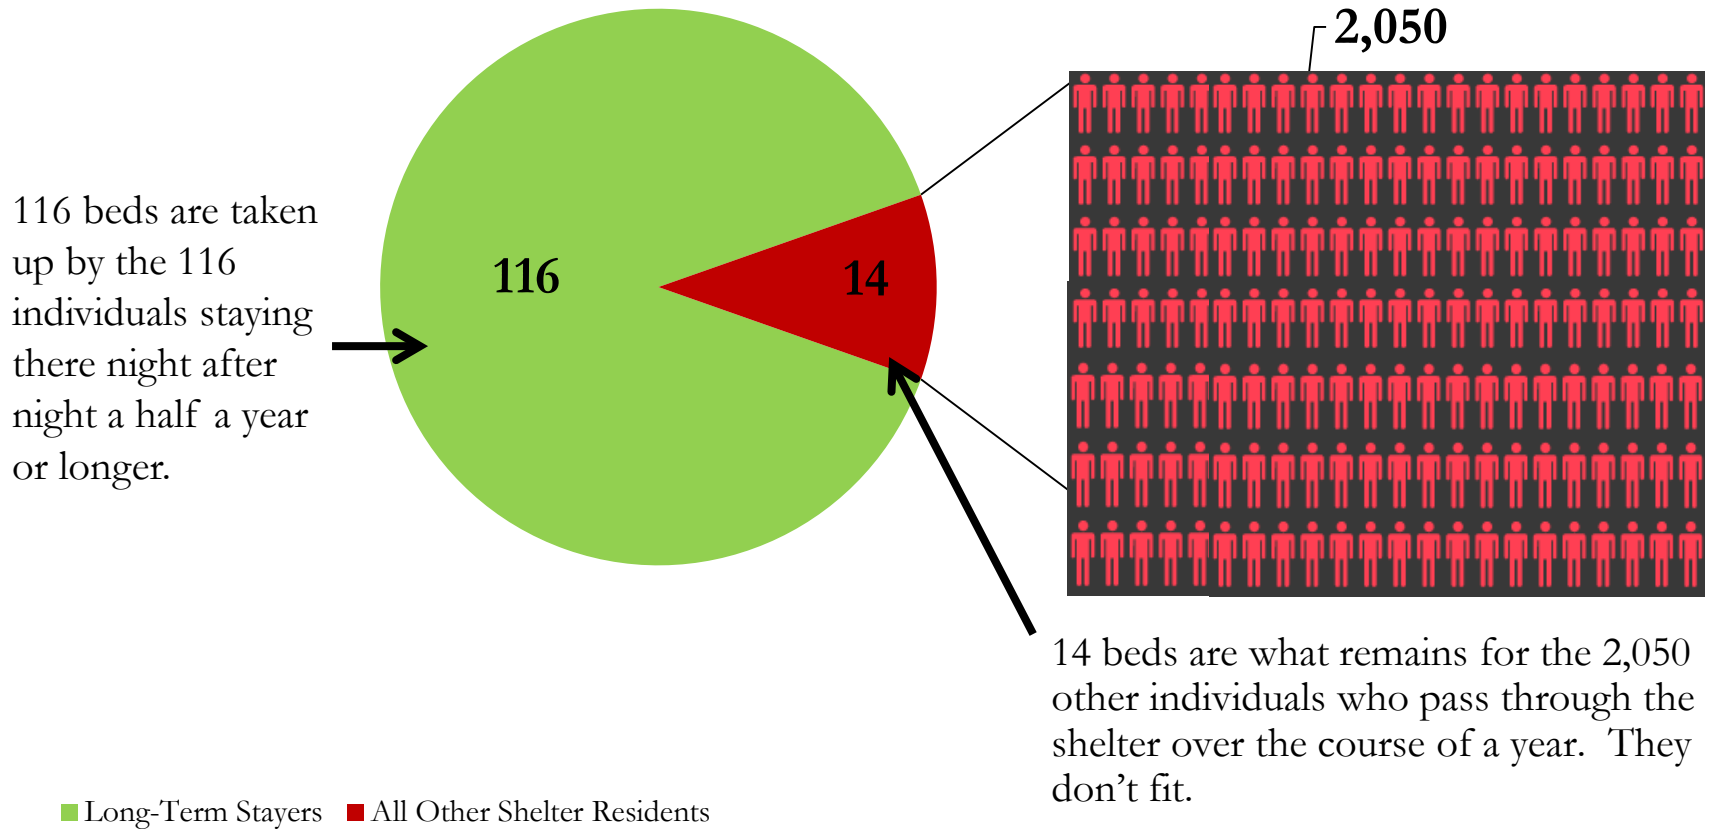 2,050
116 beds are taken
up by the 116
individuals staying
there night after
night a half a year
or longer.
116
14
14 beds are what remains for the 2,050
other individuals who pass through the
shelter over the course of a year. They
don’t fit.
Long-Term Stayers All Other Shelter Residents